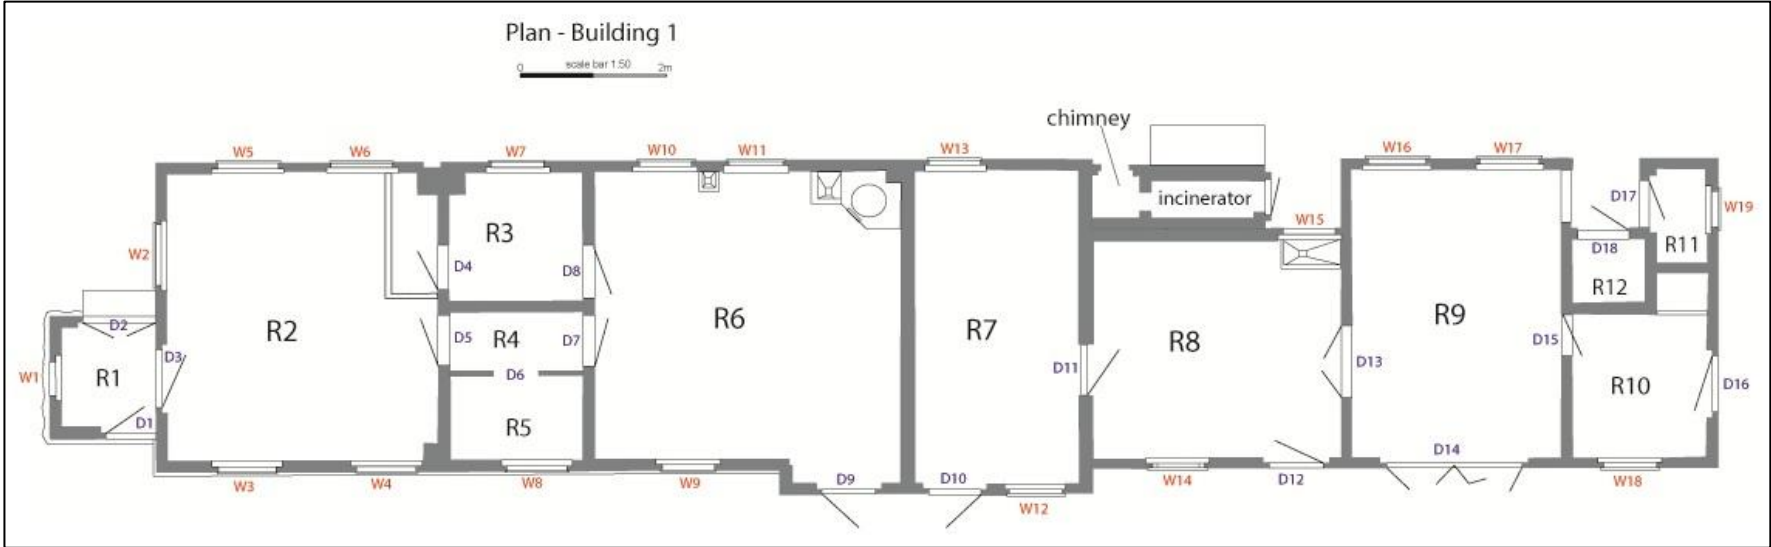 Plan - Building 1
0 scale bar 1:50 2m
chimney
W5 W6 W7 W10 W11 W13 W16 W17
incinerator
D17 W19
W15
R3
W2
D4 D8
D18 R11
R12
R1 D2
R2
R4
R6
R7
R8
R9
D5 D7
D3
D6
W1
D1
R5
D11
D13
D15
R10
D16
D9 D10
D14
W3 W4 W8 W9 W12 W14 D12 W18